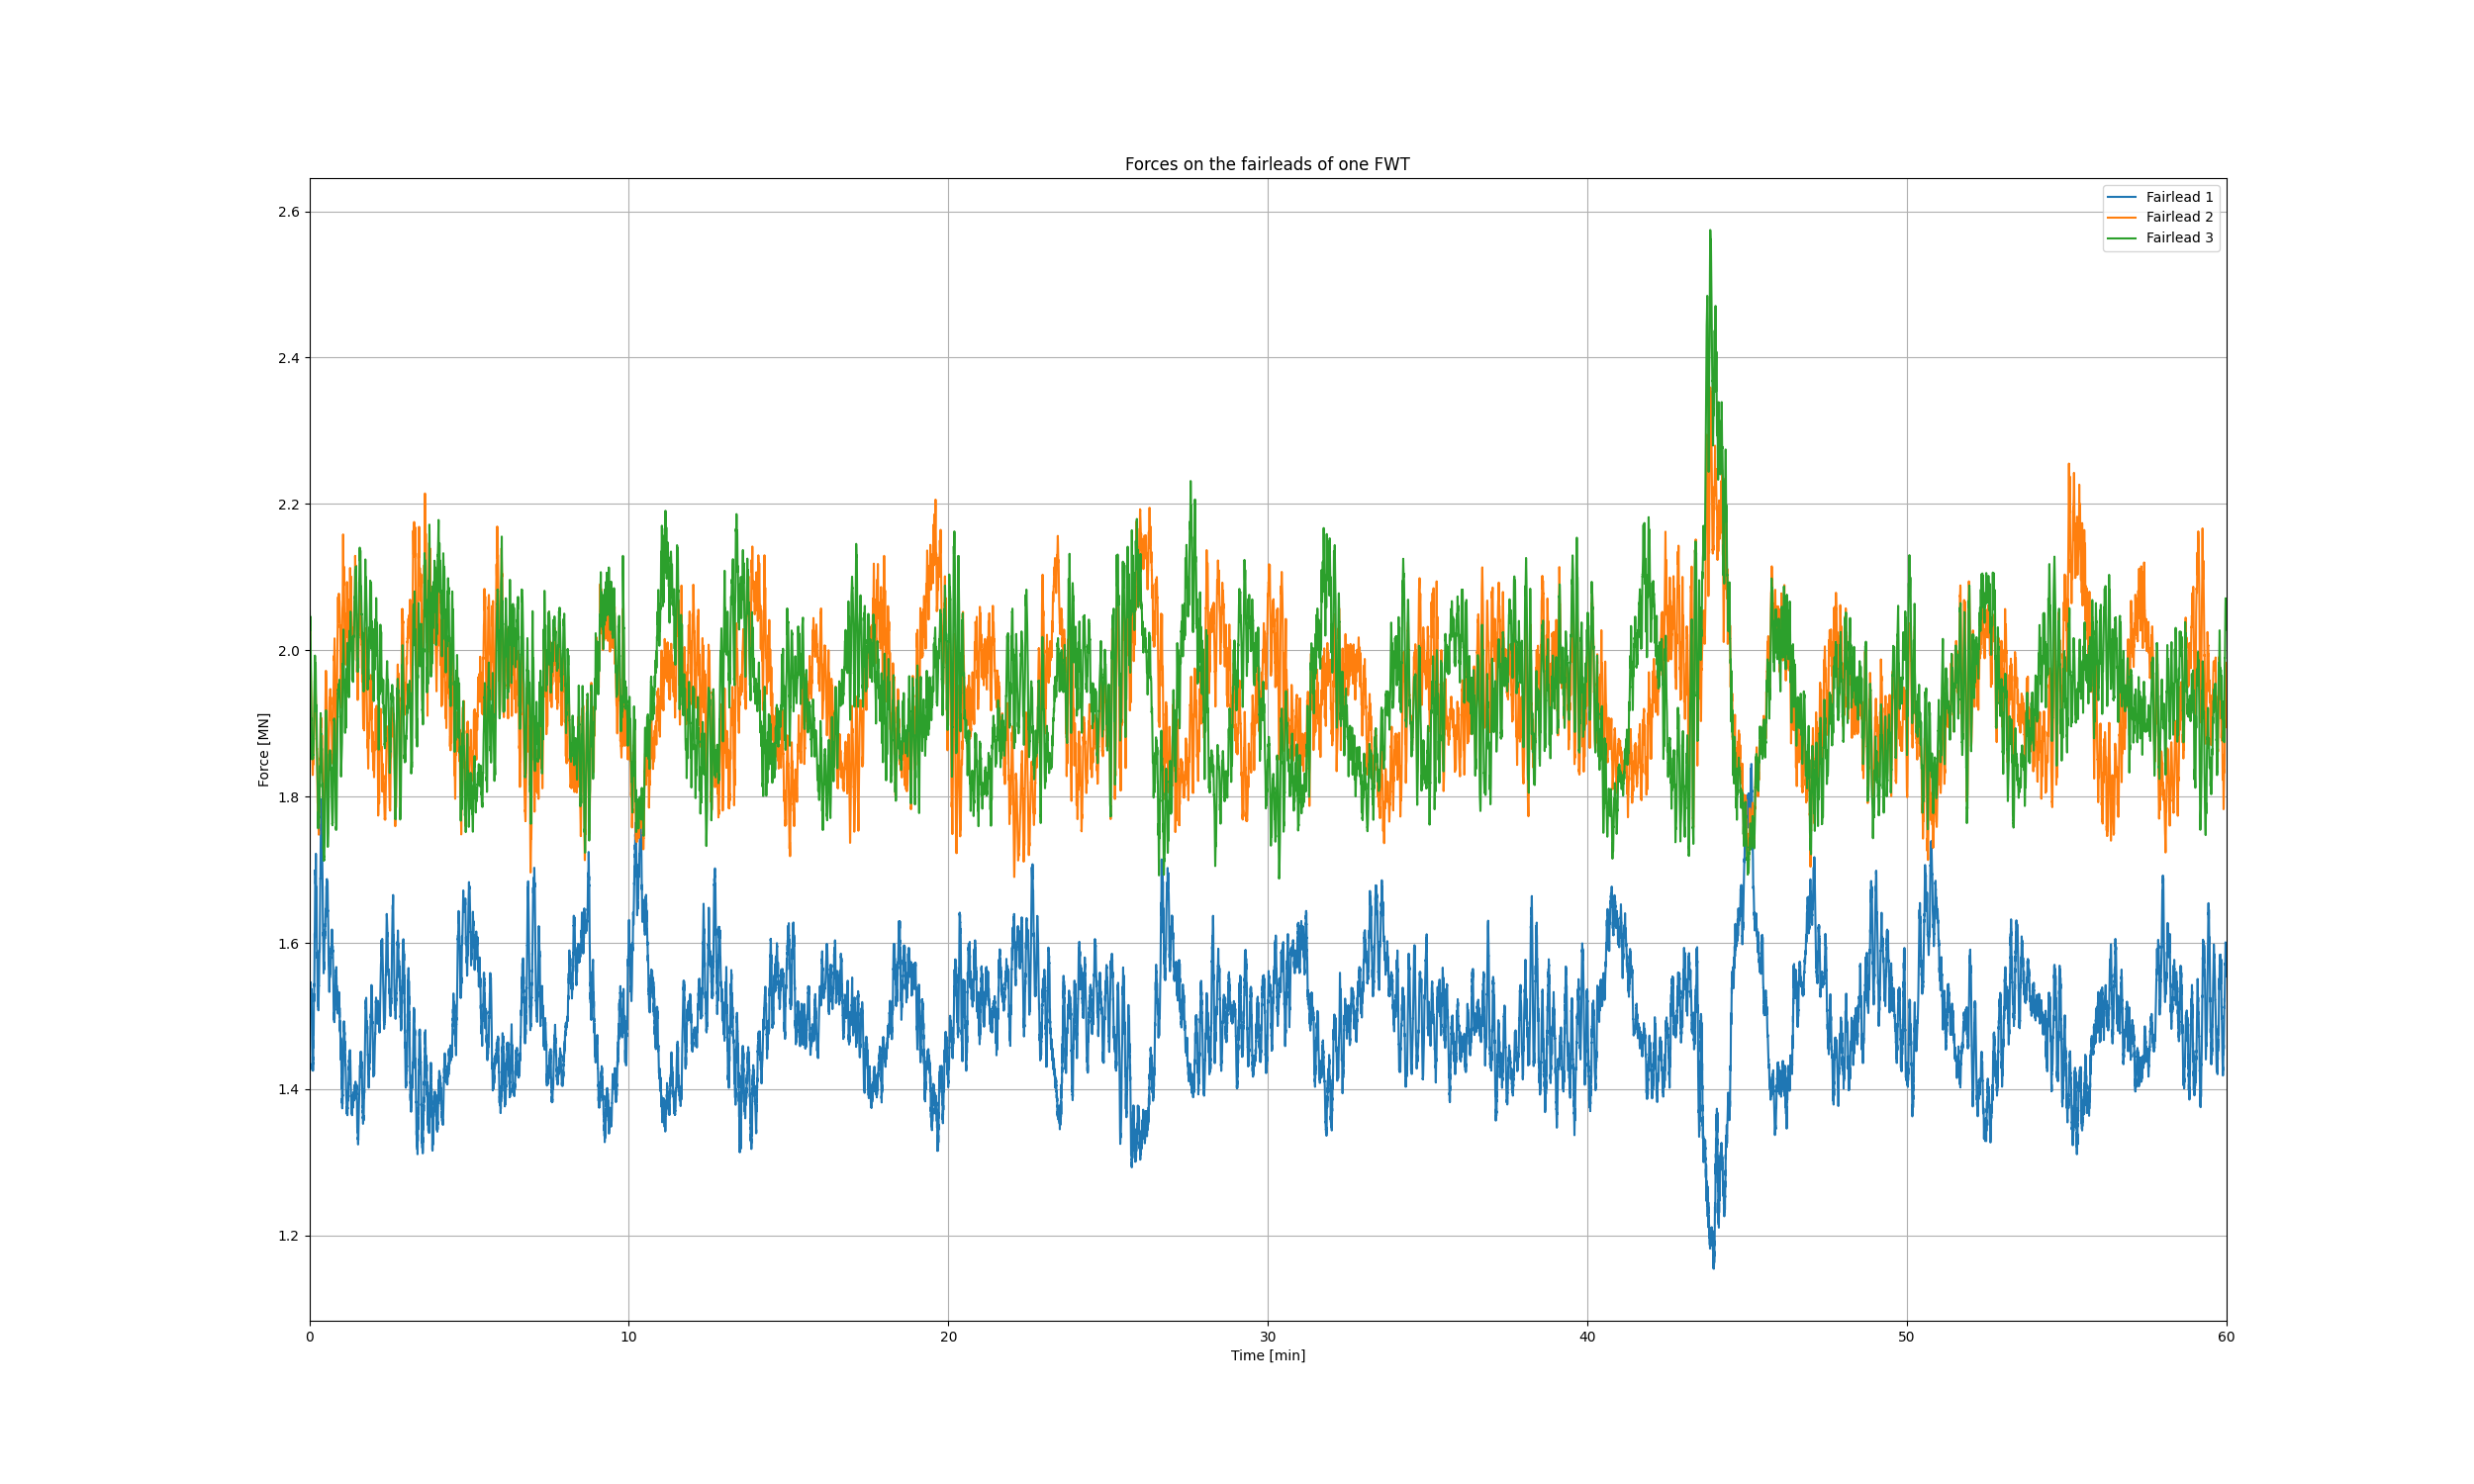 Forces on the fairleads of one FWT
Fairlead 1
Fairlead 2
Fairlead 3
Force [MN]
2.6
2.4
2.2
2.0
1.8
1.6
1.4
1.2
0 10 20 30 40 50 60
Time [min]